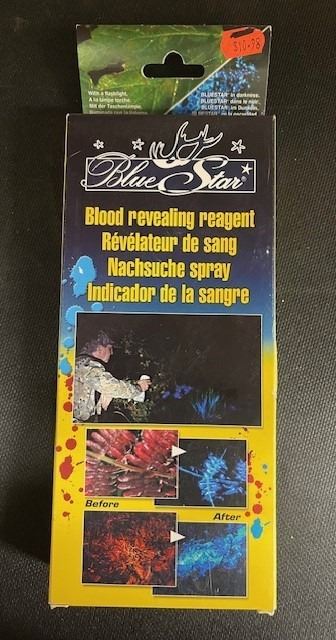 $10.98
With a flashlight.
A la lampe torche.
Mit der Taschenlampe.
BLUESTAR® in darkness.
BLUESTAR® dans le noir.
BLUESTAR® im Dunkeln.
Blue Star®
Blood revealing reagent
Révélateur de sang
Nachsuche spray
Indicador de la sangre
Before
After